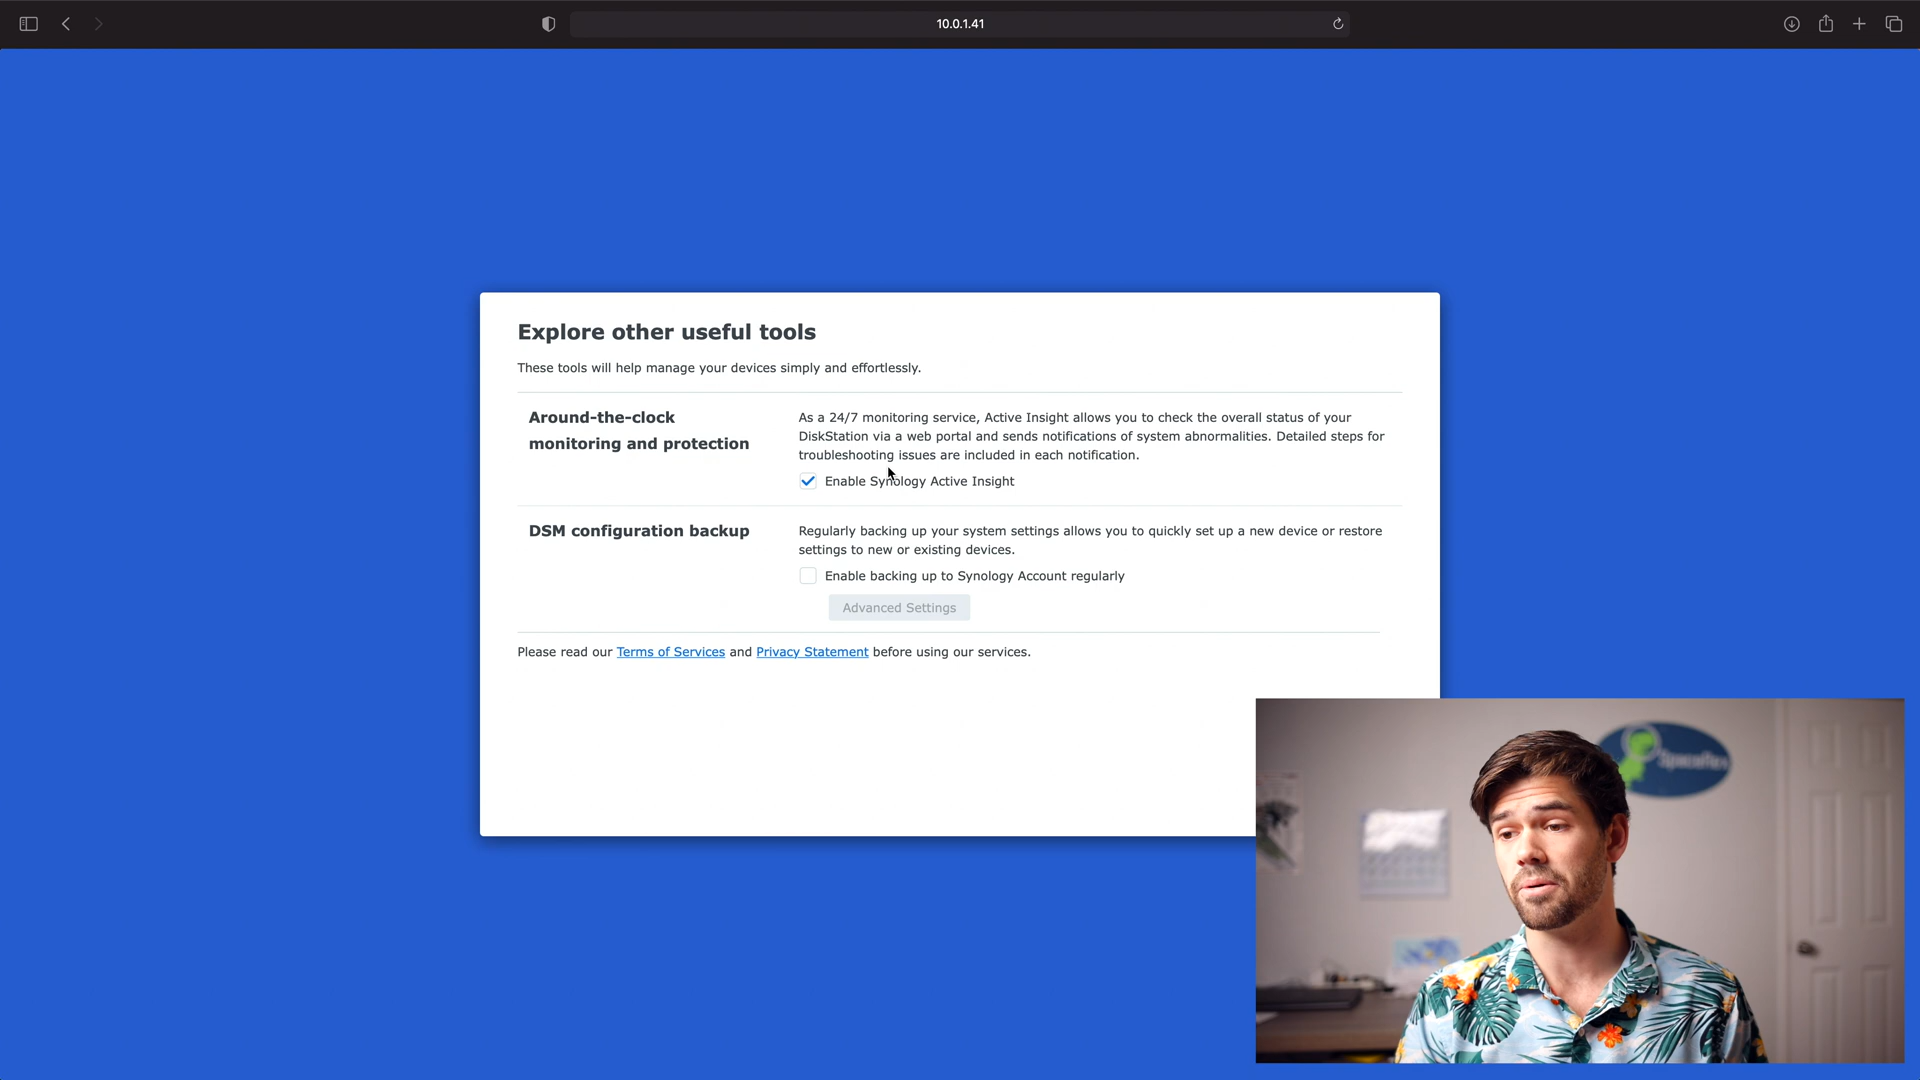 10.0.1.41
Explore other useful tools
These tools will help manage your devices simply and effortlessly.
Around-the-clock
monitoring and protection
As a 24/7 monitoring service, Active Insight allows you to check the overall status of your
DiskStation via a web portal and sends notifications of system abnormalities. Detailed steps for
troubleshooting issues are included in each notification.
Enable Synology Active Insight
DSM configuration backup
Regularly backing up your system settings allows you to quickly set up a new device or restore
settings to new or existing devices.
Enable backing up to Synology Account regularly
Advanced Settings
Please read our Terms of Services and Privacy Statement before using our services.
SpaceRex